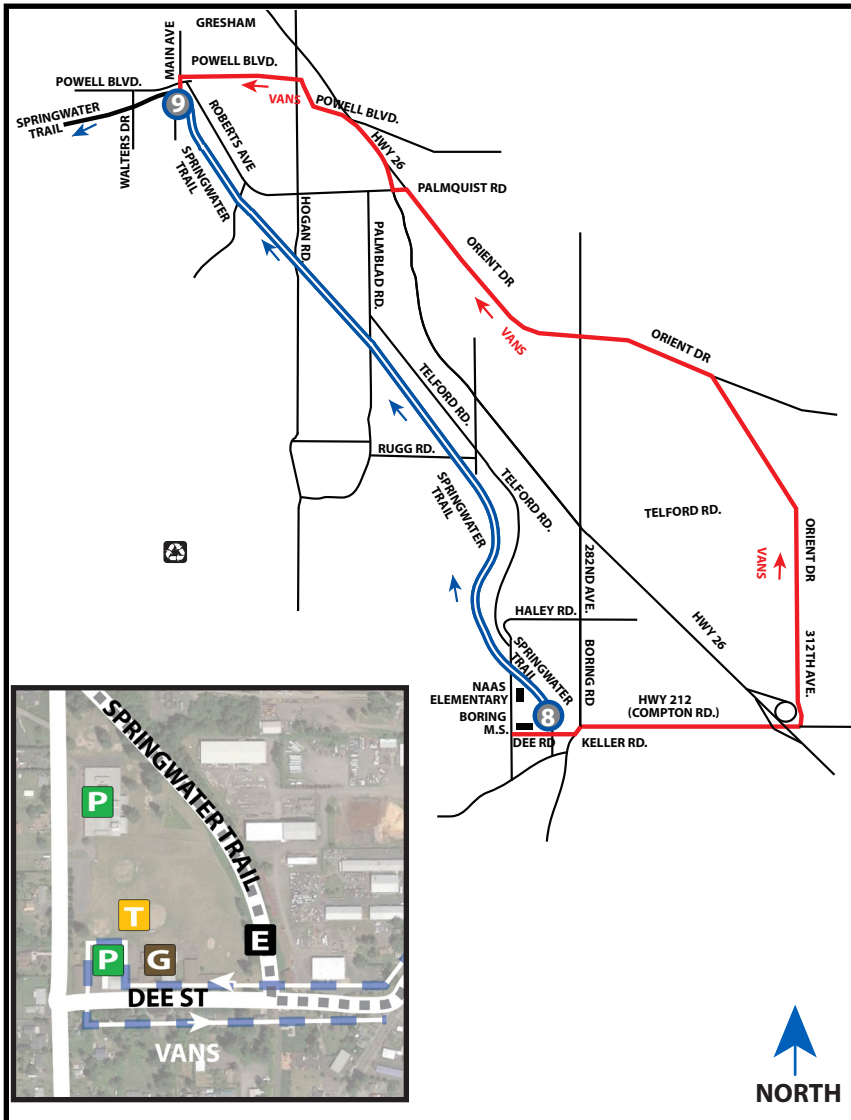 GRESHAM
MAIN AVE
POWELL BLVD.
POWELL BLVD.
VANS
POWELL BLVD.
9
SPRINGWATER
TRAIL
WALTERS DR
ROBERTS AVE
SPRINGWATER
TRAIL
HWY 26
PALMQUIST RD
HOGAN RD.
PALMBLAD RD.
ORIENT DR
VANS
ORIENT DR
TELFORD RD.
RUGG RD.
SPRINGWATER
TRAIL
TELFORD RD.
TELFORD RD.
ORIENT DR
VANS
282ND AVE.
HALEY RD.
HWY 26
312TH AVE.
SPRINGWATER
TRAIL
BORING RD
NAAS
ELEMENTARY
BORING
M.S.
8
HWY 212
(COMPTON RD.)
DEE RD
KELLER RD.
SPRINGWATER TRAIL
P
T
E
P
G
DEE ST
VANS
NORTH